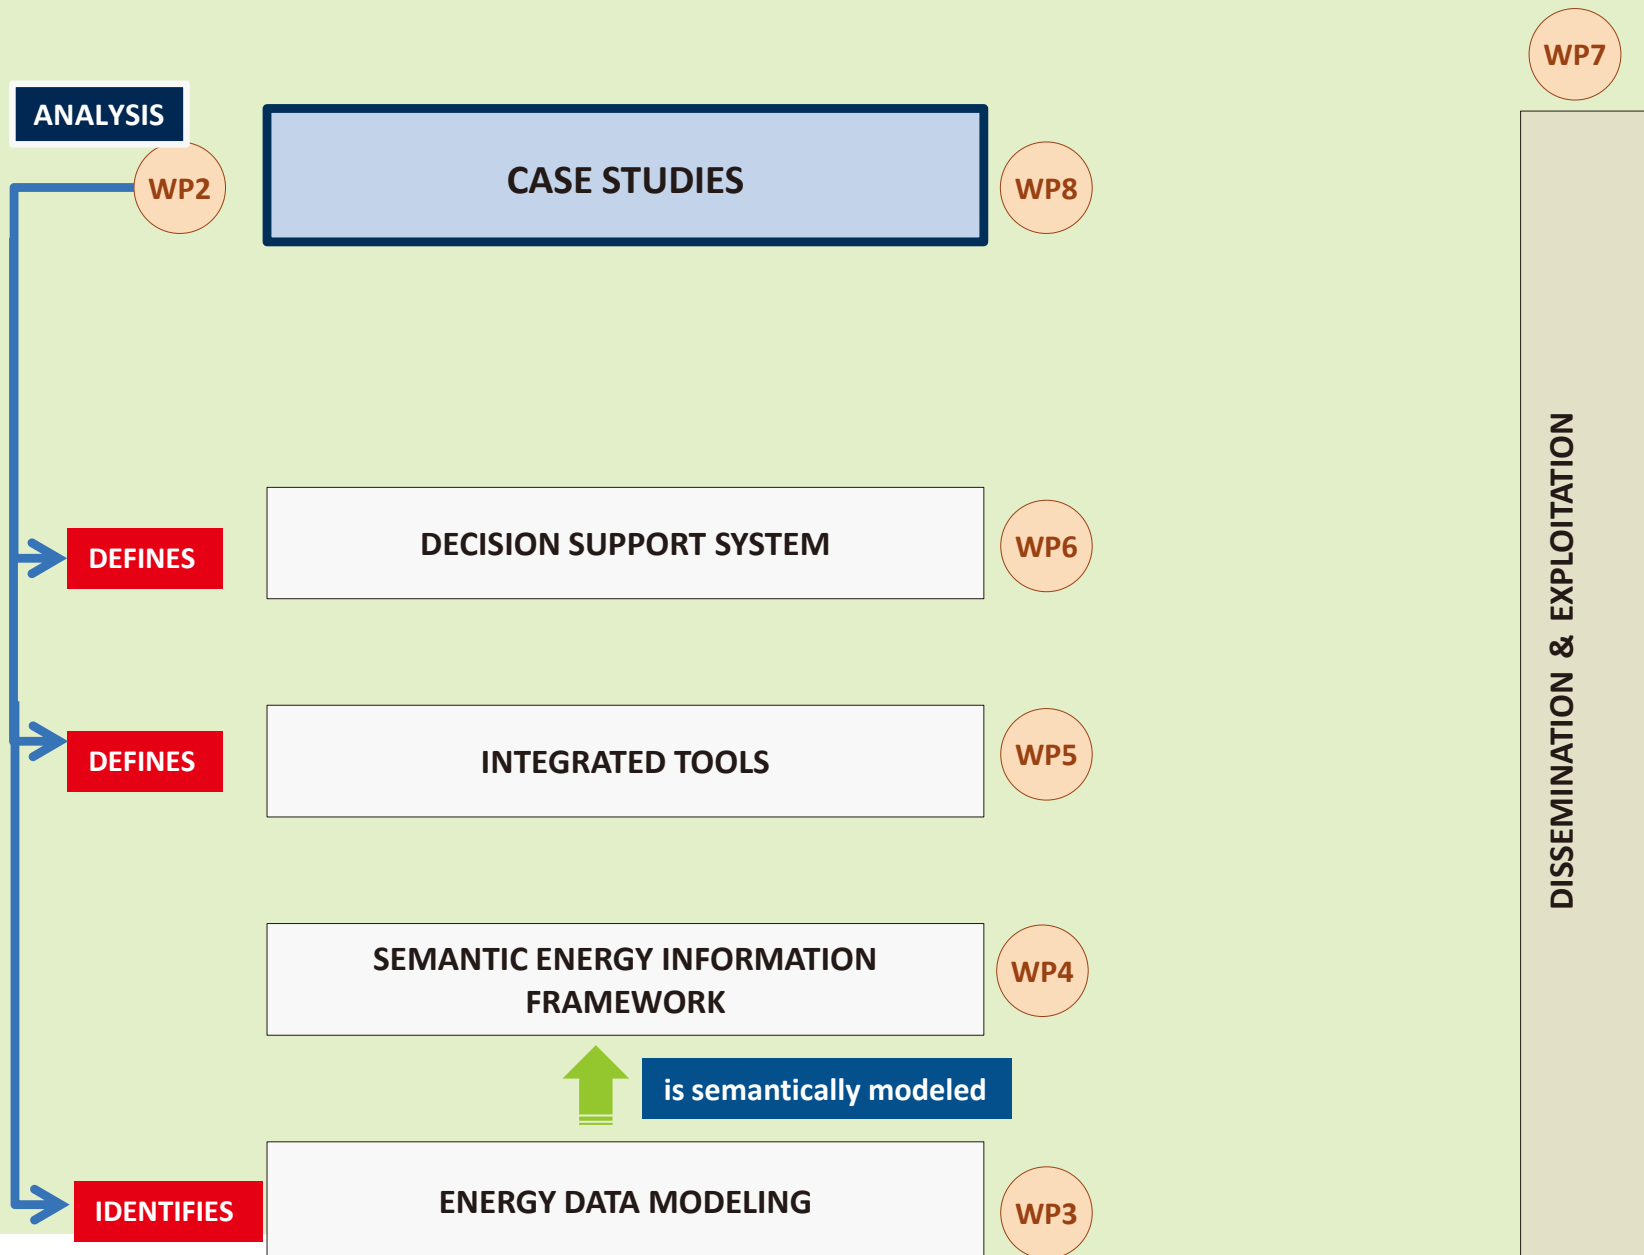 WP7
ANALYSIS
WP2
CASE STUDIES
WP8
DEFINES
DECISION SUPPORT SYSTEM
WP6
DEFINES
INTEGRATED TOOLS
WP5
SEMANTIC ENERGY INFORMATION
FRAMEWORK
WP4
is semantically modeled
IDENTIFIES
ENERGY DATA MODELING
WP3
DISSEMINATION & EXPLOITATION